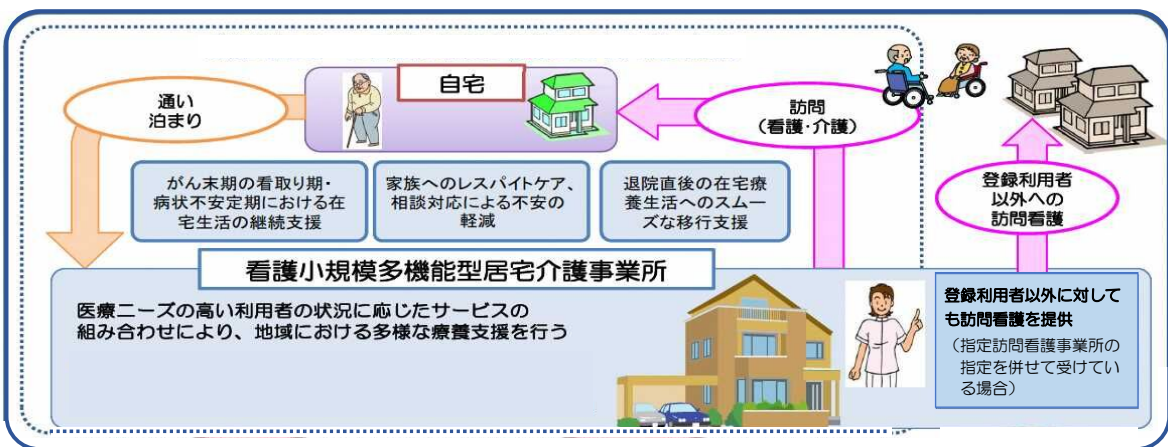 自宅
通い
泊まり
訪問
（看護・介護）
がん末期の看取り期・
病状不安定期における在
宅生活の継続支援
家族へのレスパイトケア、
相談対応による不安の
軽減
退院直後の在宅療
養生活へのスムー
ズな移行支援
登録利用者
以外への
訪問看護
看護小規模多機能型居宅介護事業所
医療ニーズの高い利用者の状況に応じたサービスの
組み合わせにより、地域における多様な療養支援を行う
登録利用者以外に対して
も訪問看護を提供
（指定訪問看護事業所の
指定を併せて受けてい
る場合）